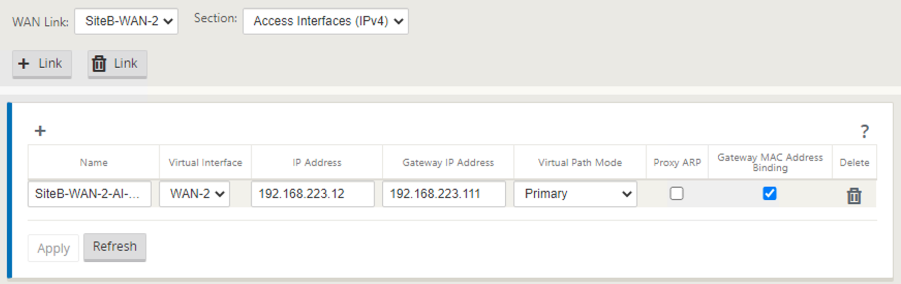 WAN Link: SiteB-WAN-2 Section: Access Interfaces (IPv4)
+ Link Link
+ ?
Name Virtual Interface IP Address Gateway IP Address Virtual Path Mode Proxy ARP Gateway MAC Address Binding Delete
SiteB-WAN-2-AI-... WAN-2 192.168.223.12 192.168.223.111 Primary
Apply Refresh